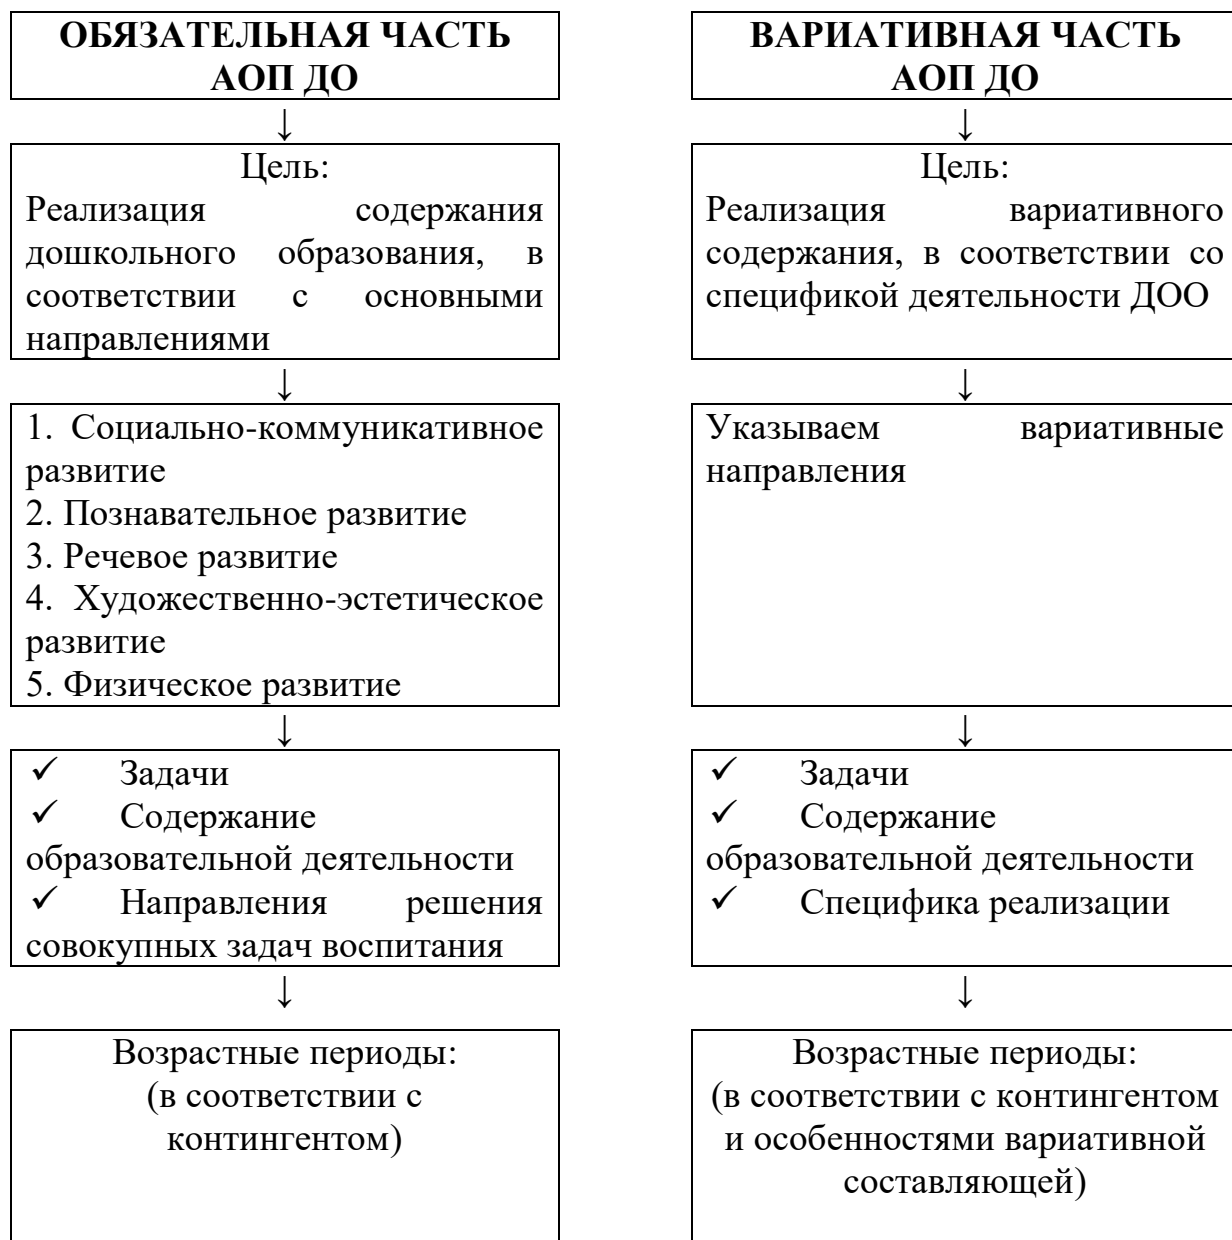 ОБЯЗАТЕЛЬНАЯ ЧАСТЬ
АОП ДО
↓
Цель:
Реализация содержания
дошкольного образования, в
соответствии с основными
направлениями
↓
1. Социально-коммуникативное
развитие
2. Познавательное развитие
3. Речевое развитие
4. Художественно-эстетическое
развитие
5. Физическое развитие
↓
✓ Задачи
✓ Содержание
образовательной деятельности
✓ Направления решения
совокупных задач воспитания
↓
Возрастные периоды:
(в соответствии с
контингентом)
ВАРИАТИВНАЯ ЧАСТЬ
АОП ДО
↓
Цель:
Реализация вариативного
содержания, в соответствии со
спецификой деятельности ДОО
↓
Указываем вариативные
направления
↓
✓ Задачи
✓ Содержание
образовательной деятельности
✓ Специфика реализации
↓
Возрастные периоды:
(в соответствии с контингентом
и особенностями вариативной
составляющей)